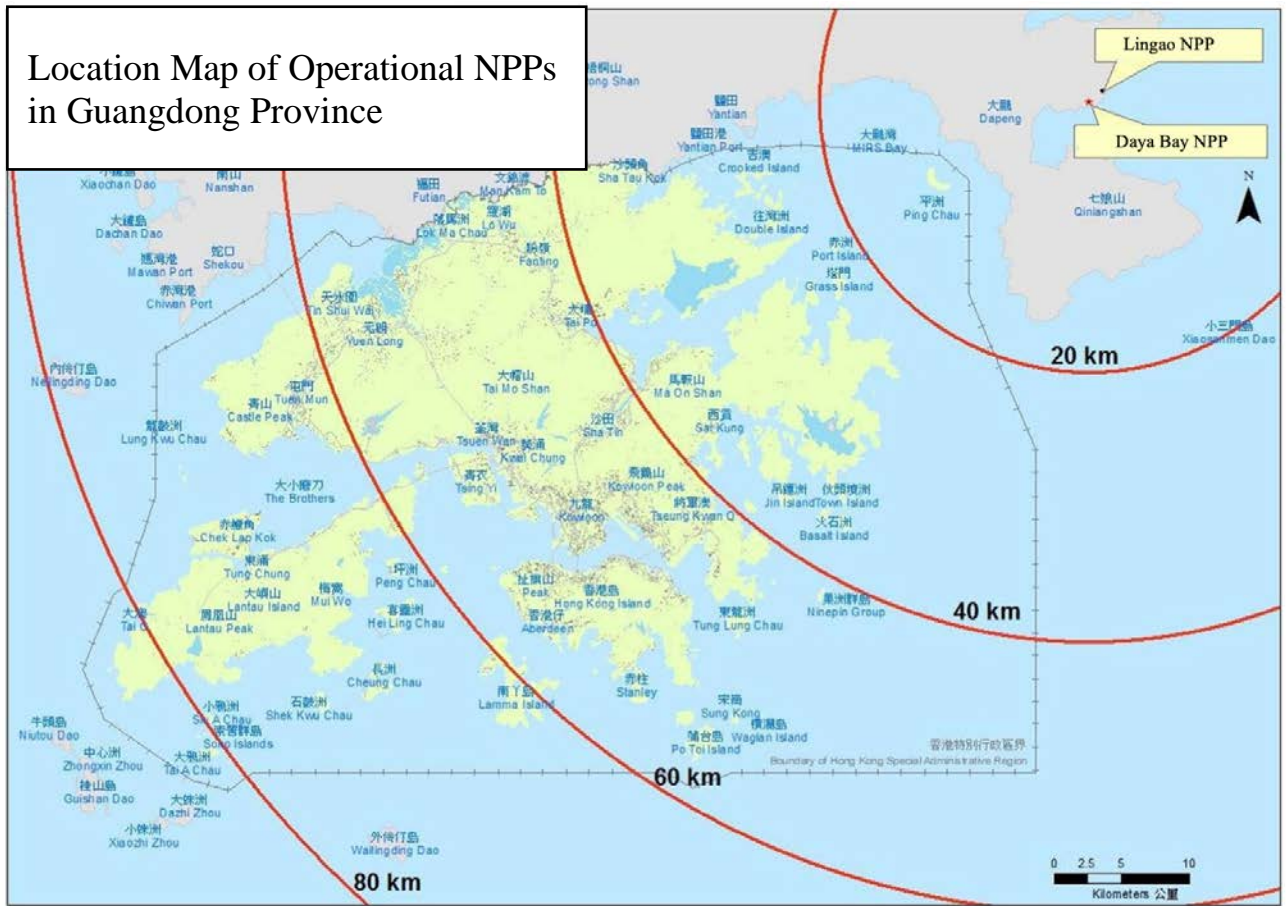 Location Map of Operational NPPs
in Guangdong Province
Lingao NPP
Daya Bay NPP
N
鹽田
Yantian
鹽田港
Yantian Port
大鵬
Dapeng
大鵬灣
MIRS Bay
吉澳
Crooked Island
沙頭角
Sha Tau Kok
平洲
Ping Chau
七娘山
Qiniangshan
Xiaochan Dao
南山
Nanshan
福田
Futian
文錦渡
Man Kam To
大鏟島
Dachan Dao
蛇口
Shekou
落馬洲
Lok Ma Chau
羅湖
Lo Wu
粉嶺
Fanling
往灣洲
Double Island
赤洲
Port Island
塔門
Grass Island
媽灣港
Mawan Port
赤灣港
Chiwan Port
天水圍
Tin Shui Wai
元朗
Yuen Long
大埔
Tai Po
小三門島
Xiaosanmen Dao
20 km
內伶仃島
Neilingding Dao
屯門
Tuen Mun
青山
Castle Peak
大帽山
Tai Mo Shan
馬鞍山
Ma On Shan
沙田
Sha Tin
西貢
Sai Kung
龍鼓洲
Lung Kwu Chau
荃灣
Tsuen Wan
葵涌
Kwai Chung
青衣
Tsing Yi
飛鵝山
Kowloon Peak
大小磨刀
The Brothers
九龍
Kowloon
將軍澳
Tseung Kwan O
吊鐘洲
Jin Island
伙頭墳洲
Town Island
火石洲
Basalt Island
赤鱲角
Chek Lap Kok
東涌
Tung Chung
大嶼山
Lantau Island
梅窩
Mui Wo
坪洲
Peng Chau
扯旗山
Peak
香港島
Hong Kong Island
喜靈洲
Hei Ling Chau
香港仔
Aberdeen
東龍洲
Tung Lung Chau
果洲群島
Ninepin Group
40 km
鳳凰山
Lantau Peak
長洲
Cheung Chau
赤柱
Stanley
南丫島
Lamma Island
石鼓洲
Shek Kwu Chau
宋崗
Sung Kong
橫瀾島
Waglan Island
蒲台島
Po Toi Island
小鴉洲
Siu A Chau
索罟群島
Soko Islands
大鴉洲
Tai A Chau
牛頭島
Niutou Dao
中心洲
Zhongxin Zhou
桂山島
Guishan Dao
大蜘洲
Dazhi Zhou
小蜘洲
Xiaozhi Zhou
外伶仃島
Wailingding Dao
香港特別行政區界
Boundary of Hong Kong Special Administrative Region
60 km
80 km
0 2.5 5 10
Kilometers 公里